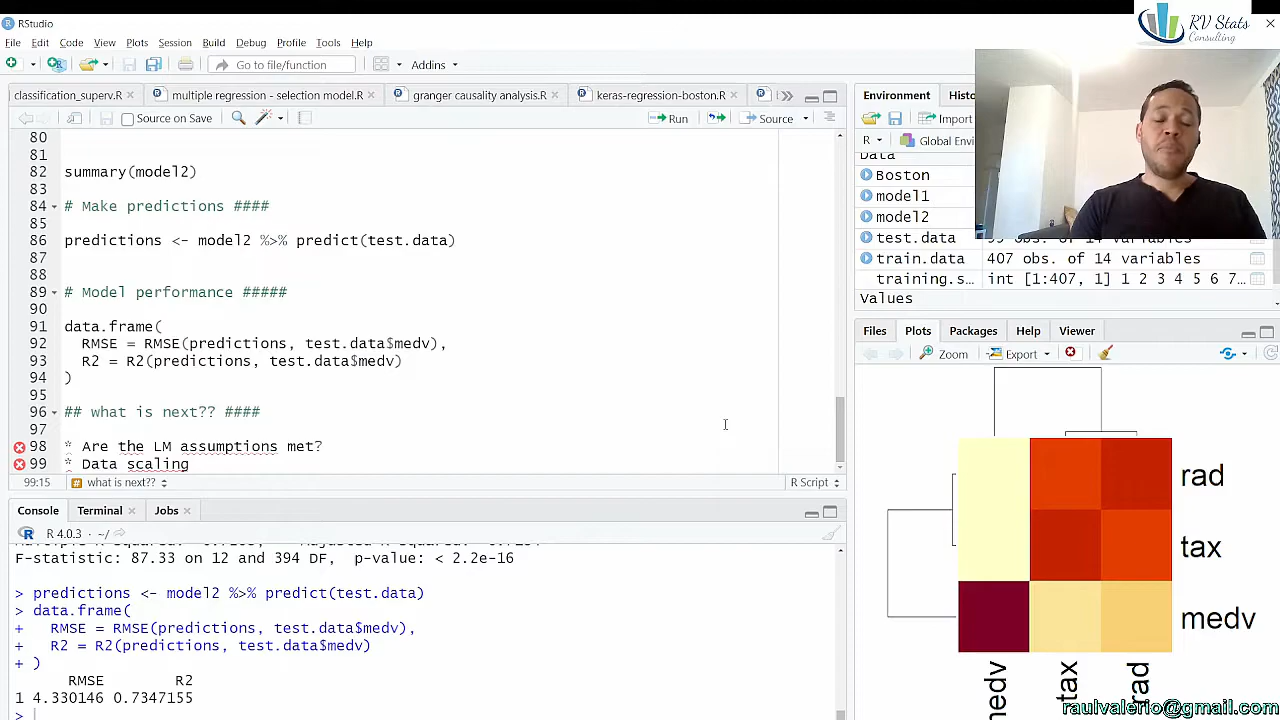 RStudio
RV Stats
Consulting
File Edit Code View Plots Session Build Debug Profile Tools Help
Go to file/function Addins
classification_superv.R multiple regression - selection model.R granger causality analysis.R keras-regression-boston.R
Source on Save Run Source
80
81
82 summary(model2)
83
84 # Make predictions ####
85
86 predictions <- model2 %>% predict(test.data)
87
88
89 # Model performance #####
90
91 data.frame(
92 RMSE = RMSE(predictions, test.data$medv),
93 R2 = R2(predictions, test.data$medv)
94 )
95
96 ## what is next?? ####
97
98 * Are the LM assumptions met?
99 * Data scaling
99:15 # what is next?? R Script
Console Terminal Jobs
R 4.0.3 · ~/
F-statistic: 87.33 on 12 and 394 DF, p-value: < 2.2e-16
> predictions <- model2 %>% predict(test.data)
> data.frame(
+ RMSE = RMSE(predictions, test.data$medv),
+ R2 = R2(predictions, test.data$medv)
+ )
RMSE R2
1 4.330146 0.7347155
>
Environment Histo
Import
R Global Envi
Data
Boston
model1
model2
test.data 99 obs. of 14 variables
train.data 407 obs. of 14 variables
training.s… int [1:407, 1] 1 2 3 4 5 6 7…
Values
Files Plots Packages Help Viewer
Zoom Export
rad
tax
medv
medv
tax
rad
raulvalerio@gmail.com